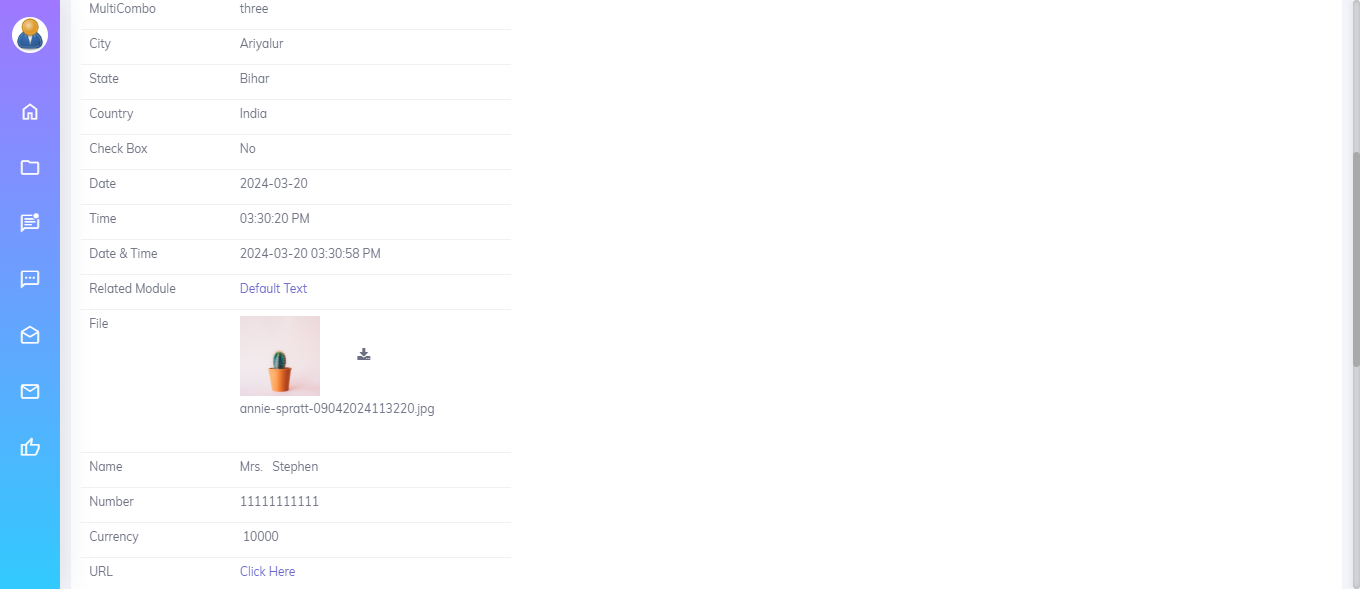 MultiCombo three
City Ariyalur
State Bihar
Country India
Check Box No
Date 2024-03-20
Time 03:30:20 PM
Date & Time 2024-03-20 03:30:58 PM
Related Module Default Text
File
annie-spratt-09042024113220.jpg
Name Mrs. Stephen
Number 11111111111
Currency 10000
URL Click Here